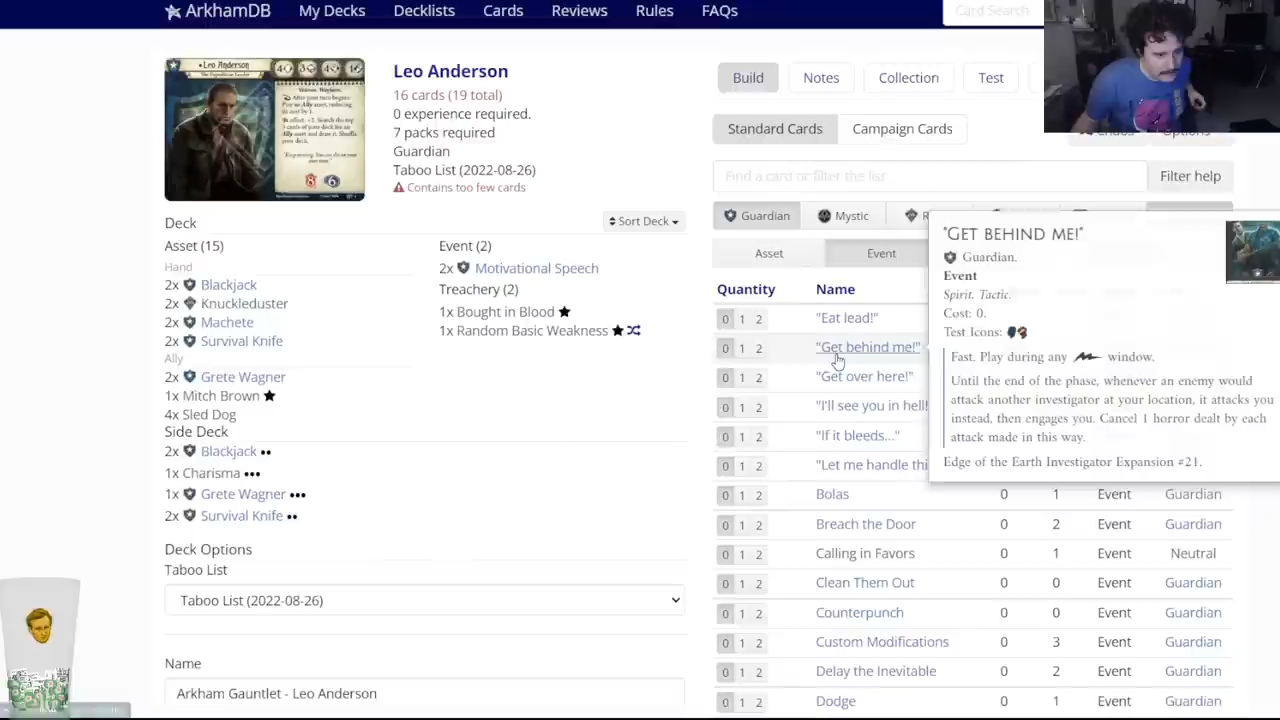 ArkhamDB
My Decks
Decklists
Cards
Reviews
Rules
FAQs
Card Search
Leo Anderson
The Expedition Leader
Leo Anderson
16 cards (19 total)
0 experience required.
7 packs required
Guardian
Taboo List (2022-08-26)
Contains too few cards
Deck
Sort Deck
Asset (15)
Hand
2x Blackjack
2x Knuckleduster
2x Machete
2x Survival Knife
Ally
2x Grete Wagner
1x Mitch Brown
4x Sled Dog
Event (2)
2x Motivational Speech
Treachery (2)
1x Bought in Blood
1x Random Basic Weakness
Side Deck
2x Blackjack
1x Charisma
1x Grete Wagner
2x Survival Knife
Deck Options
Taboo List
Taboo List (2022-08-26)
Name
Arkham Gauntlet - Leo Anderson
Build
Notes
Collection
Test
Standard Cards
Campaign Cards
Find a card or filter the list
Filter help
Guardian
Mystic
R
Asset
Event
Quantity
Name
0 1 2 "Eat lead!"
0 1 2 "Get behind me!"
0 1 2 "Get over here!"
0 1 2 "I'll see you in hell!
0 1 2 "If it bleeds..."
0 1 2 "Let me handle thi
0 1 2 Bolas 0 1 Event Guardian
0 1 2 Breach the Door 0 2 Event Guardian
0 1 2 Calling in Favors 0 1 Event Neutral
0 1 2 Clean Them Out 0 0 Event Guardian
0 1 2 Counterpunch 0 0 Event Guardian
0 1 2 Custom Modifications 0 3 Event Guardian
0 1 2 Delay the Inevitable 0 2 Event Guardian
0 1 2 Dodge 0 1 Event Guardian
"GET BEHIND ME!"
Guardian.
Event
Spirit. Tactic.
Cost: 0.
Test Icons:
Fast. Play during any window.
Until the end of the phase, whenever an enemy would
attack another investigator at your location, it attacks you
instead, then engages you. Cancel 1 horror dealt by each
attack made in this way.
Edge of the Earth Investigator Expansion #21.